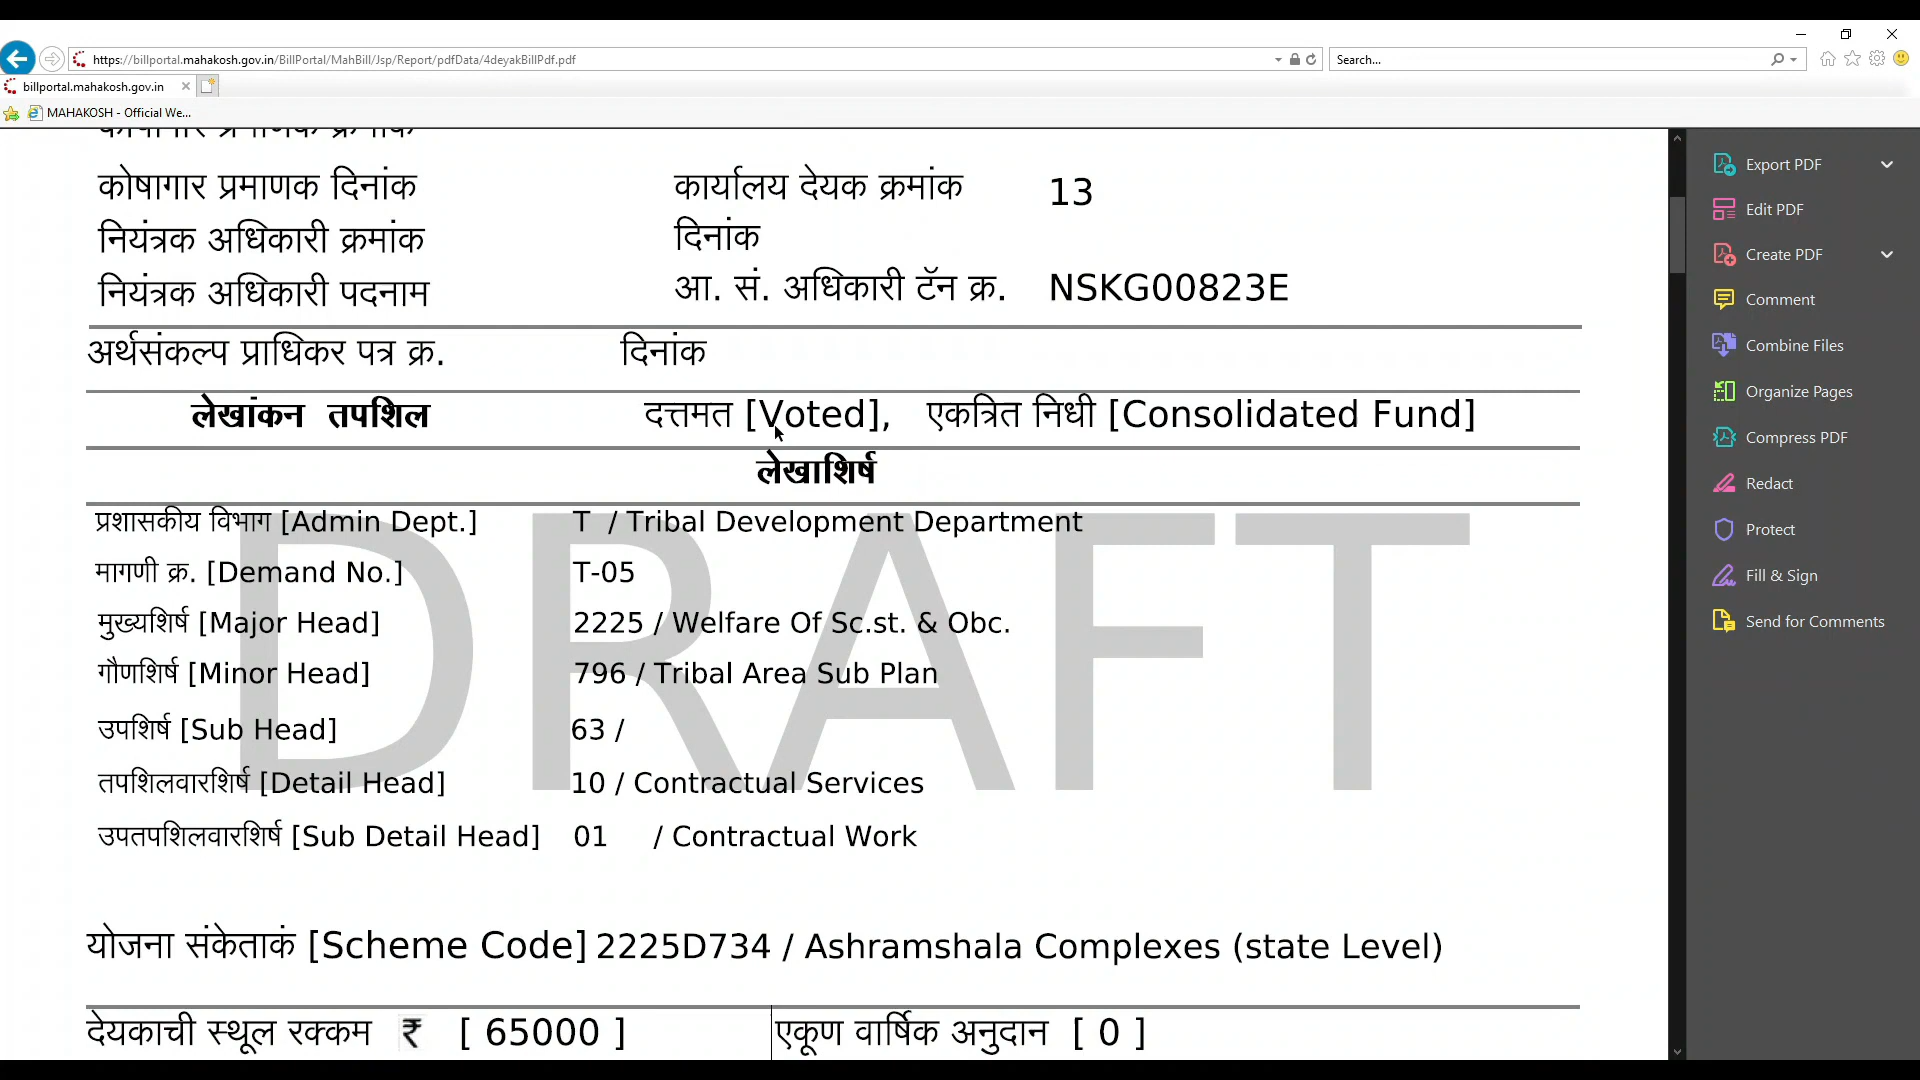 https://billportal.mahakosh.gov.in/BillPortal/MahBill/Jsp/Report/pdfData/4deyakBillPdf.pdf
Search...
billportal.mahakosh.gov.in
MAHAKOSH - Official We...
कोषागार प्रमाणक क्रमांक
कोषागार प्रमाणक दिनांक कार्यालय देयक क्रमांक 13
नियंत्रक अधिकारी क्रमांक दिनांक
नियंत्रक अधिकारी पदनाम आ. सं. अधिकारी टॅन क्र. NSKG00823E
अर्थसंकल्प प्राधिकर पत्र क्र. दिनांक
लेखांकन तपशिल दत्तमत [Voted], एकत्रित निधी [Consolidated Fund]
लेखाशिर्ष
प्रशासकीय विभाग [Admin Dept.] T / Tribal Development Department
मागणी क्र. [Demand No.] T-05
मुख्यशिर्ष [Major Head] 2225 / Welfare Of Sc.st. & Obc.
गौणशिर्ष [Minor Head] 796 / Tribal Area Sub Plan
उपशिर्ष [Sub Head] 63 /
तपशिलवारशिर्ष [Detail Head] 10 / Contractual Services
उपतपशिलवारशिर्ष [Sub Detail Head] 01 / Contractual Work
DRAFT
योजना संकेताकं [Scheme Code] 2225D734 / Ashramshala Complexes (state Level)
देयकाची स्थूल रक्कम ₹ [ 65000 ] एकूण वार्षिक अनुदान [ 0 ]
Export PDF
Edit PDF
Create PDF
Comment
Combine Files
Organize Pages
Compress PDF
Redact
Protect
Fill & Sign
Send for Comments